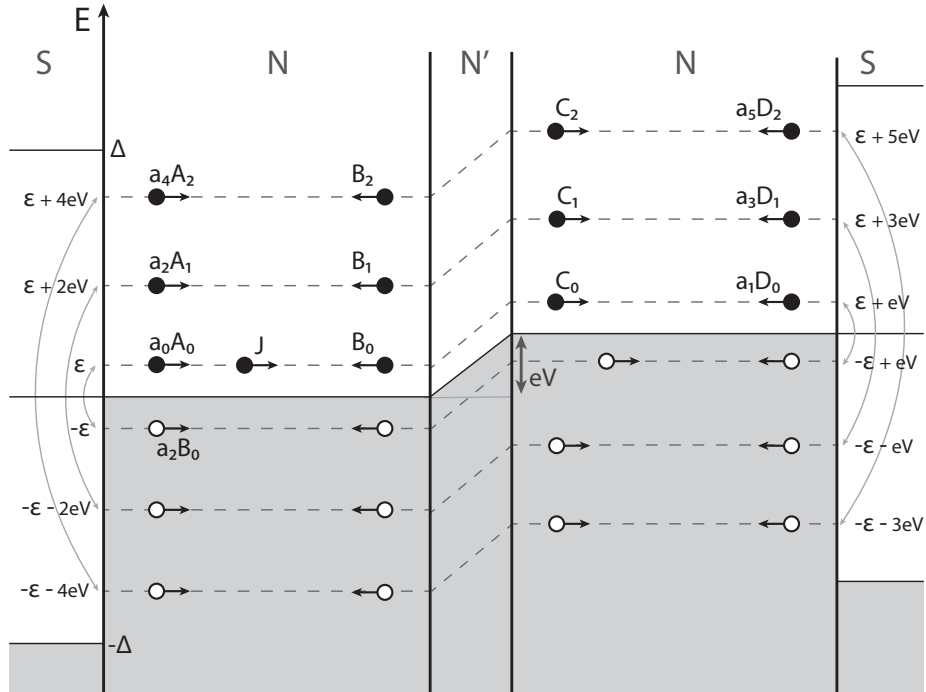 E
S N N′ N S
C₂ a₅D₂
ε + 5eV
Δ
a₄A₂ B₂
ε + 4eV
C₁ a₃D₁
ε + 3eV
a₂A₁ B₁
ε + 2eV
C₀ a₁D₀
ε + eV
a₀A₀ J B₀
ε
eV
-ε + eV
-ε
a₂B₀
-ε - eV
-ε - 2eV
-ε - 3eV
-ε - 4eV
-Δ